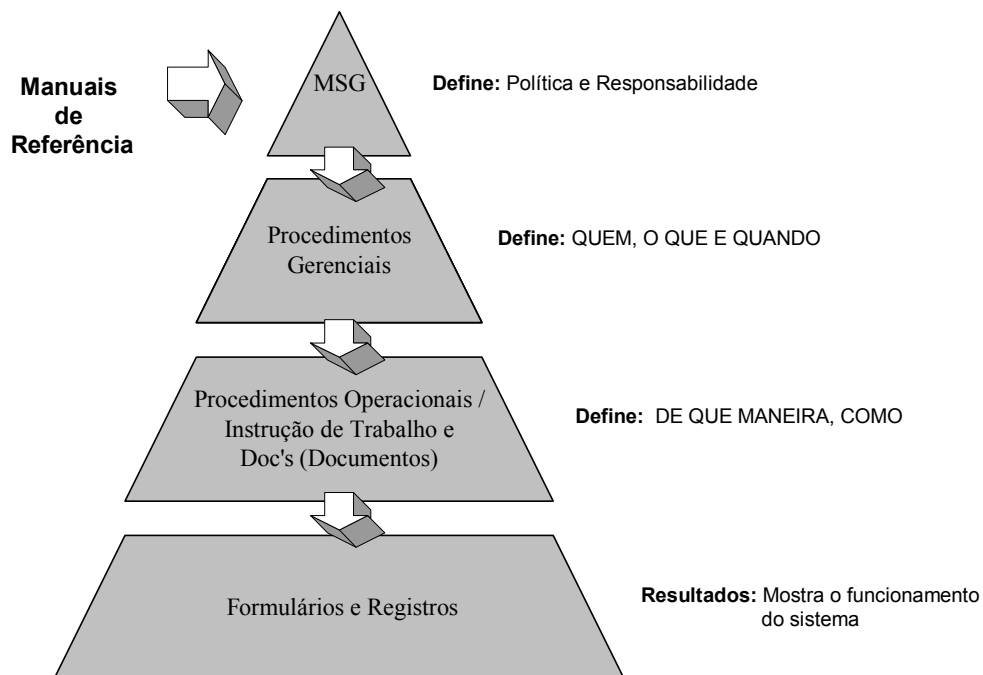 Manuais
de
Referência
MSG
Define: Política e Responsabilidade
Procedimentos
Gerenciais
Define: QUEM, O QUE E QUANDO
Procedimentos Operacionais /
Instrução de Trabalho e
Doc's (Documentos)
Define: DE QUE MANEIRA, COMO
Formulários e Registros
Resultados: Mostra o funcionamento
do sistema